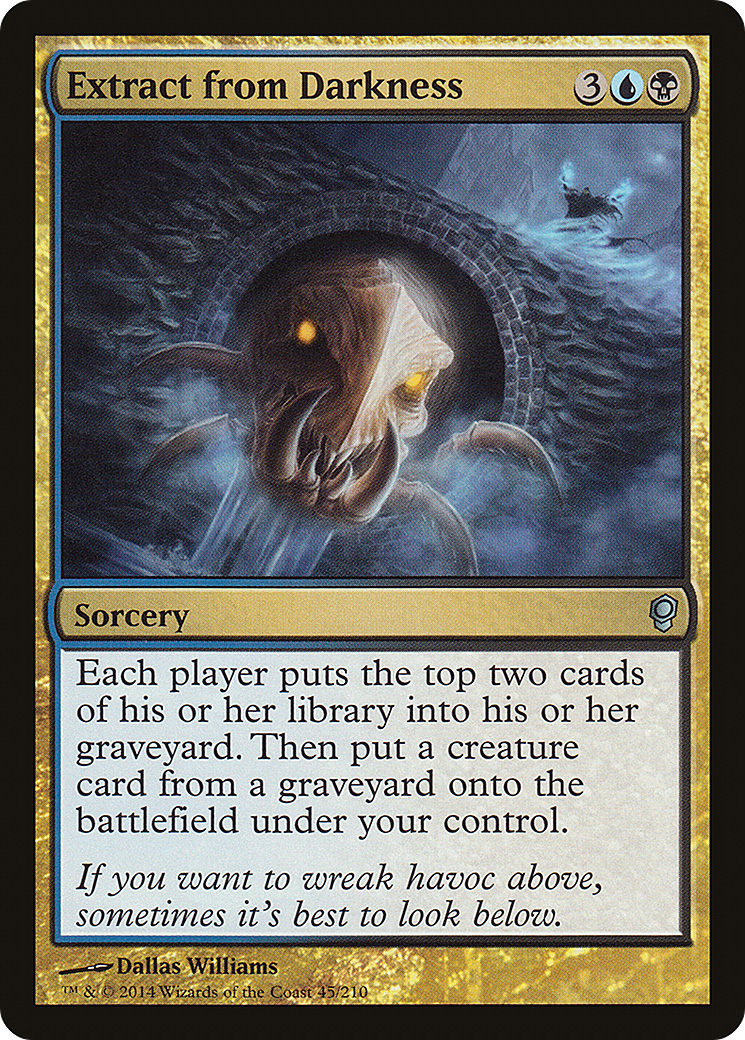 Extract from Darkness 3
Sorcery
Each player puts the top two cards
of his or her library into his or her
graveyard. Then put a creature
card from a graveyard onto the
battlefield under your control.
If you want to wreak havoc above,
sometimes it's best to look below.
Dallas Williams
™ & © 2014 Wizards of the Coast 45/210